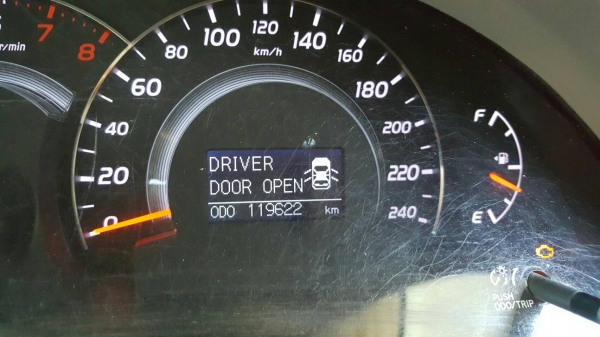 7
8
r/min
0
20
40
60
80
100
120
140
160
180
200
220
240
km/h
DRIVER
DOOR OPEN
ODO 119622 km
F
E
PUSH
ODO/TRIP